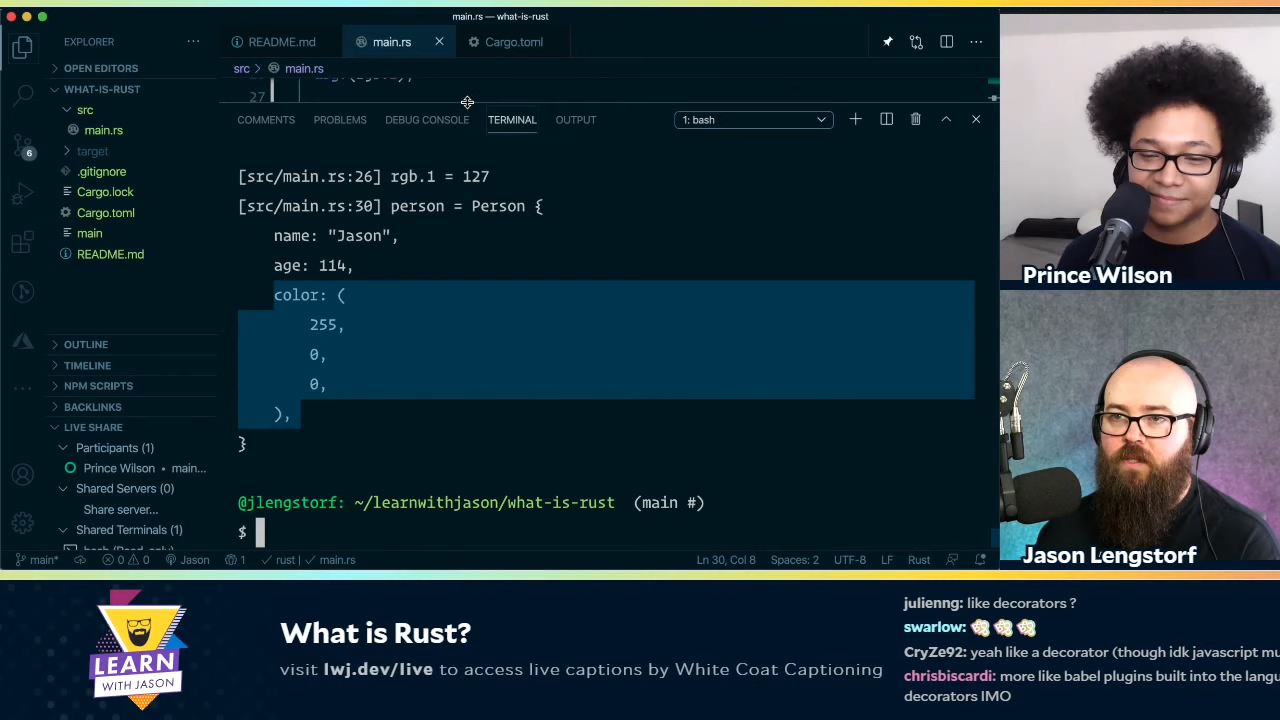 main.rs — what-is-rust
EXPLORER
README.md
main.rs
Cargo.toml
OPEN EDITORS
src
main.rs
WHAT-IS-RUST
27
src
COMMENTS
PROBLEMS
DEBUG CONSOLE
TERMINAL
OUTPUT
1: bash
main.rs
target
6
.gitignore
Cargo.lock
Cargo.toml
main
README.md
[src/main.rs:26] rgb.1 = 127
[src/main.rs:30] person = Person {
name: "Jason",
age: 114,
color: (
255,
0,
0,
),
}
OUTLINE
TIMELINE
NPM SCRIPTS
BACKLINKS
LIVE SHARE
Participants (1)
Prince Wilson • main...
Shared Servers (0)
Share server...
Shared Terminals (1)
@jlengstorf: ~/learnwithjason/what-is-rust (main #)
$
main*
0
0
Jason
1
rust
main.rs
Ln 30, Col 8
Spaces: 2
UTF-8
LF
Rust
Prince Wilson
Jason Lengstorf
LEARN
WITH JASON
What is Rust?
visit lwj.dev/live to access live captions by White Coat Captioning
julienng: like decorators ?
swarlow:
CryZe92: yeah like a decorator (though idk javascript
chrisbiscardi: more like babel plugins built into the
decorators IMO